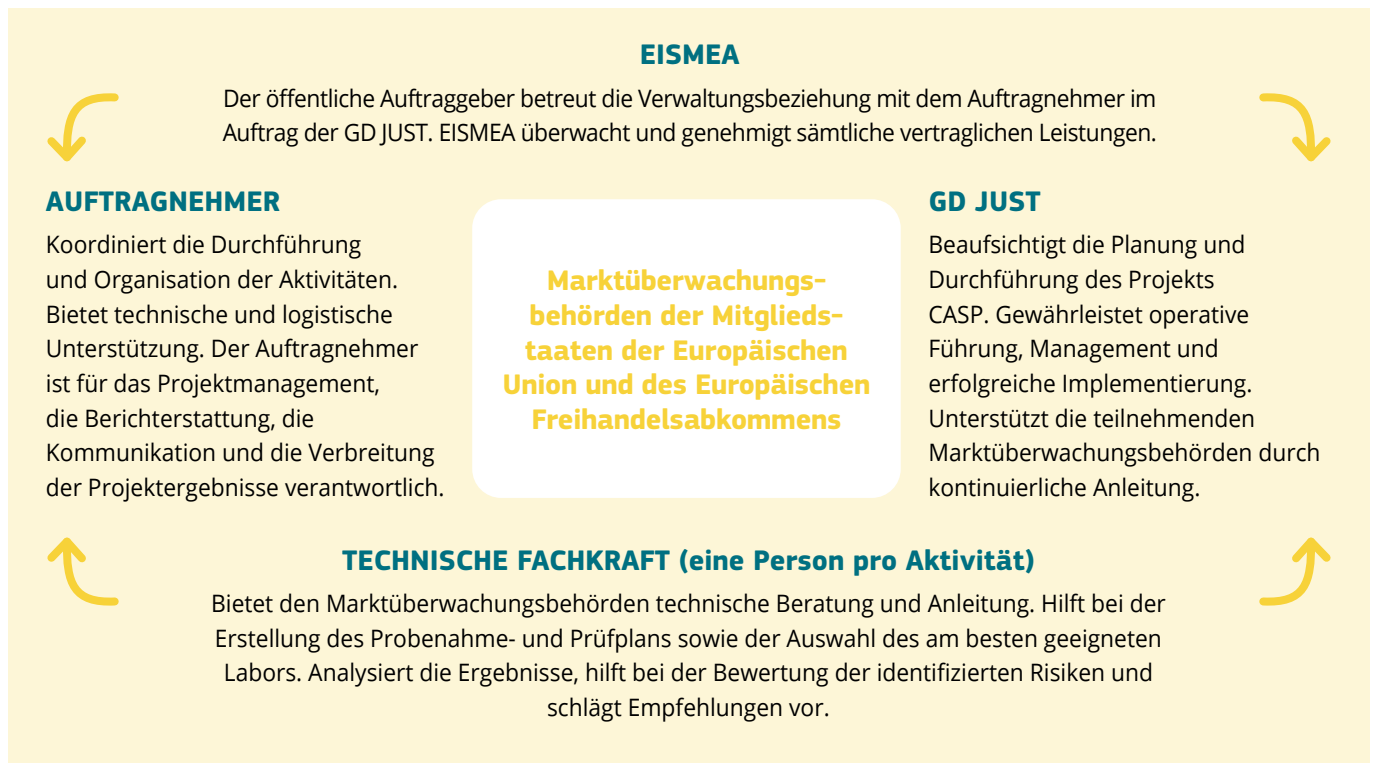 EISMEA
Der öffentliche Auftraggeber betreut die Verwaltungsbeziehung mit dem Auftragnehmer im
Auftrag der GD JUST. EISMEA überwacht und genehmigt sämtliche vertraglichen Leistungen.
AUFTRAGNEHMER
Koordiniert die Durchführung
und Organisation der Aktivitäten.
Bietet technische und logistische
Unterstützung. Der Auftragnehmer
ist für das Projektmanagement,
die Berichterstattung, die
Kommunikation und die Verbreitung
der Projektergebnisse verantwortlich.
Marktüberwachungs-
behörden der Mitglieds-
taaten der Europäischen
Union und des Europäischen
Freihandelsabkommens
GD JUST
Beaufsichtigt die Planung und
Durchführung des Projekts
CASP. Gewährleistet operative
Führung, Management und
erfolgreiche Implementierung.
Unterstützt die teilnehmenden
Marktüberwachungsbehörden durch
kontinuierliche Anleitung.
TECHNISCHE FACHKRAFT (eine Person pro Aktivität)
Bietet den Marktüberwachungsbehörden technische Beratung und Anleitung. Hilft bei der
Erstellung des Probenahme- und Prüfplans sowie der Auswahl des am besten geeigneten
Labors. Analysiert die Ergebnisse, hilft bei der Bewertung der identifizierten Risiken und
schlägt Empfehlungen vor.